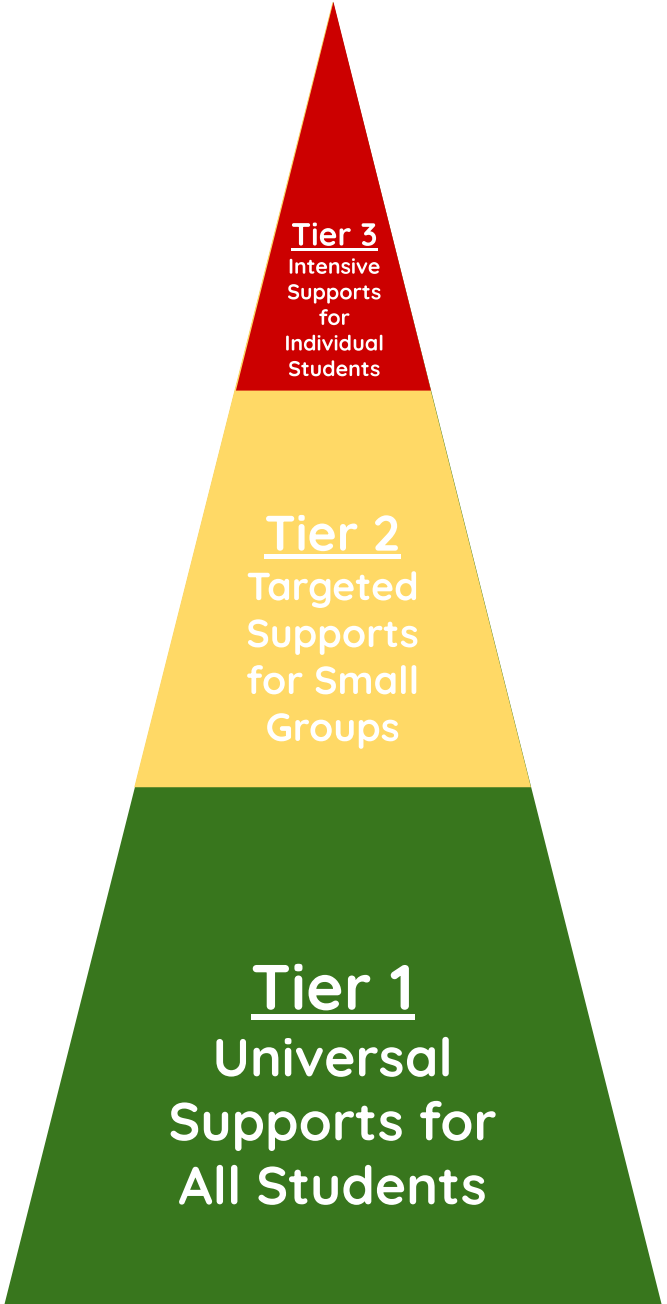 Tier 3
Intensive
Supports
for
Individual
Students
Tier 2
Targeted
Supports
for Small
Groups
Tier 1
Universal
Supports for
All Students